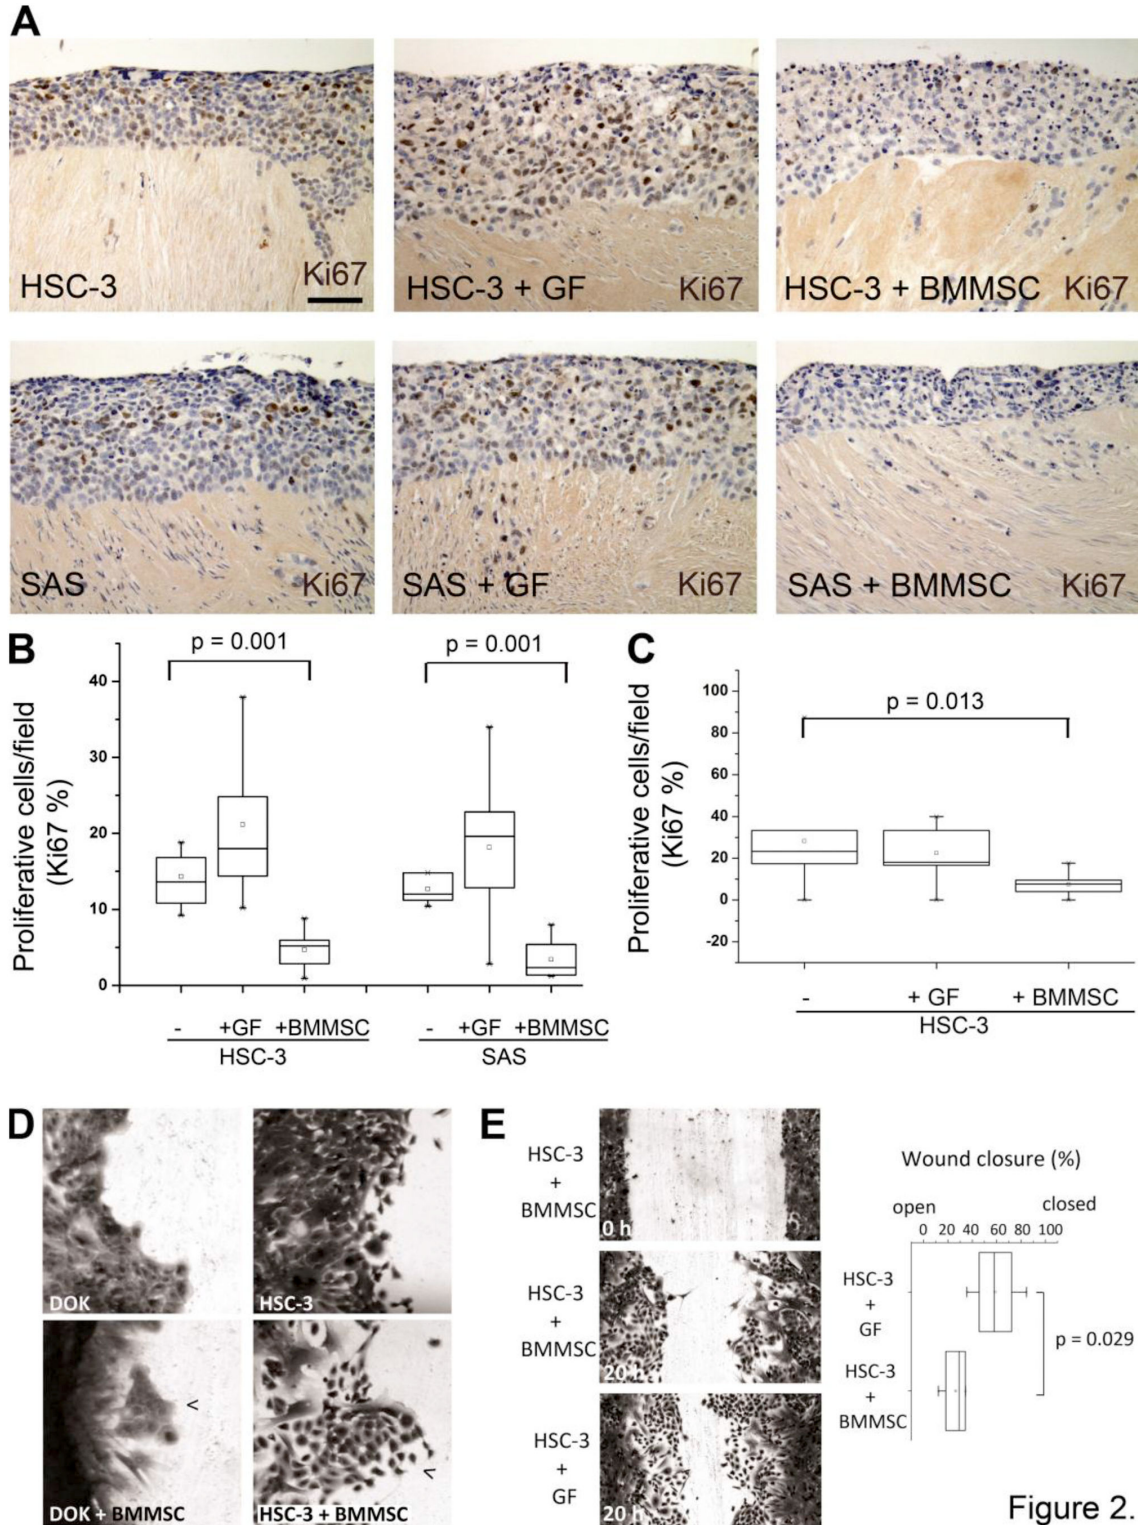 A
HSC-3 Ki67
HSC-3 + GF Ki67
HSC-3 + BMMSC Ki67
SAS Ki67
SAS + GF Ki67
SAS + BMMSC Ki67
B
p = 0.001
p = 0.001
Proliferative cells/field
(Ki67 %)
40
30
20
10
0
- +GF +BMMSC
HSC-3
- +GF +BMMSC
SAS
C
p = 0.013
Proliferative cells/field
(Ki67 %)
100
80
60
40
20
0
-20
- + GF + BMMSC
HSC-3
D
DOK
HSC-3
<
<
DOK + BMMSC
HSC-3 + BMMSC
E
HSC-3
+
BMMSC
0 h
HSC-3
+
BMMSC
20 h
HSC-3
+
GF
20 h
Wound closure (%)
open closed
0 20 40 60 80 100
HSC-3
+
GF
p = 0.029
HSC-3
+
BMMSC
Figure 2.